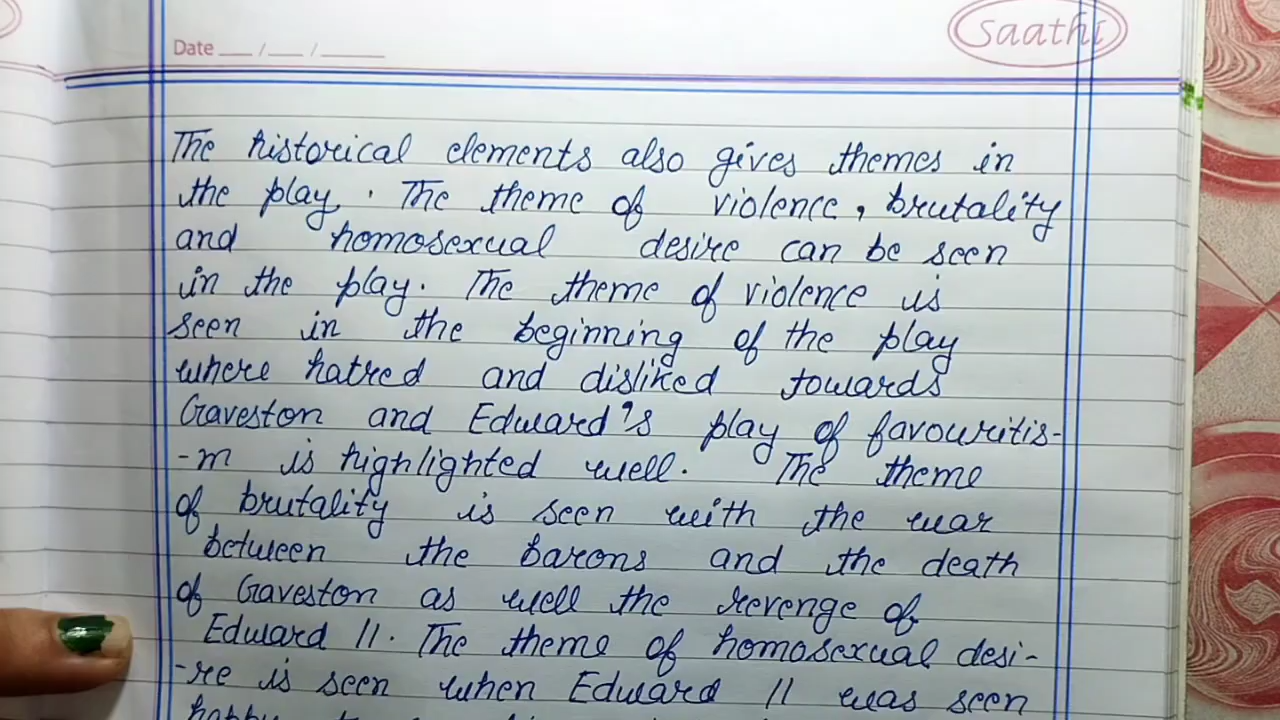 Date __ / __ / ____
Saathi
The historical elements also gives themes in
the play. The theme of violence, brutality
and homosexual desire can be seen
in the play. The theme of violence is
seen in the beginning of the play
where hatred and disliked towards
Gaveston and Edward's play of favouritis-
-m is highlighted well. The theme
of brutality is seen with the war
between the barons and the death
of Gaveston as well the revenge of
Edward II. The theme of homosexual desi-
-re is seen when Edward II was seen
happy